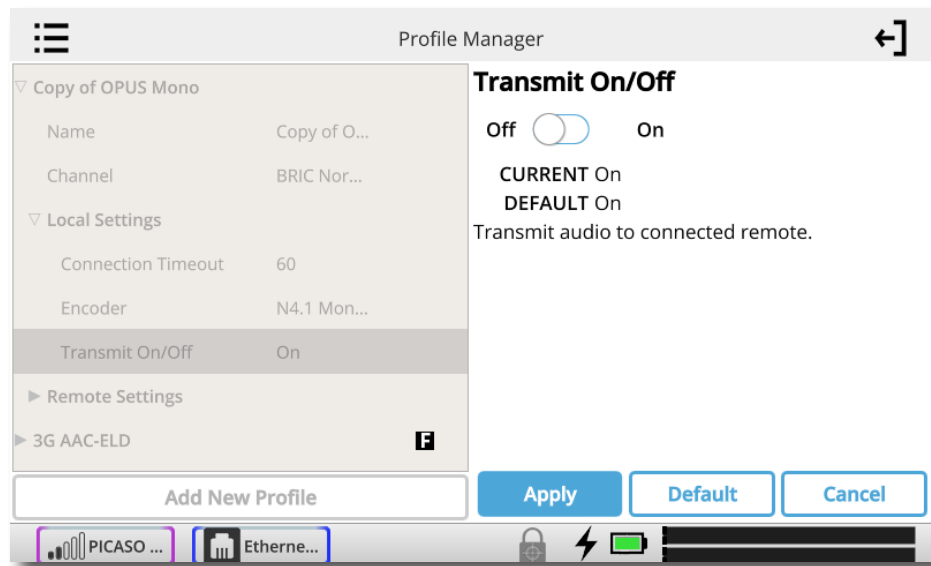 Profile Manager
Copy of OPUS Mono
Name Copy of O...
Channel BRIC Nor...
Local Settings
Connection Timeout 60
Encoder N4.1 Mon...
Transmit On/Off On
Remote Settings
3G AAC-ELD F
Add New Profile
Transmit On/Off
Off On
CURRENT On
DEFAULT On
Transmit audio to connected remote.
Apply Default Cancel
PICASO ... Etherne...